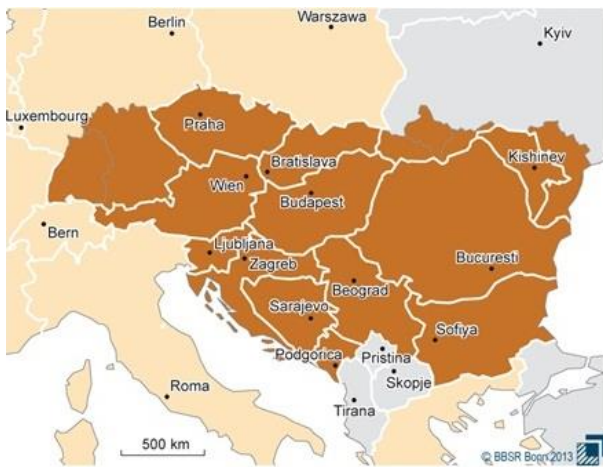 Berlin
Warszawa
Kyiv
Luxembourg
Praha
Kishinev
Bratislava
Wien
Budapest
Bern
Ljubljana
Zagreb
Bucuresti
Beograd
Sarajevo
Sofiya
Podgorica
Pristina
Skopje
Roma
Tirana
500 km
© BBSR Bonn 2013